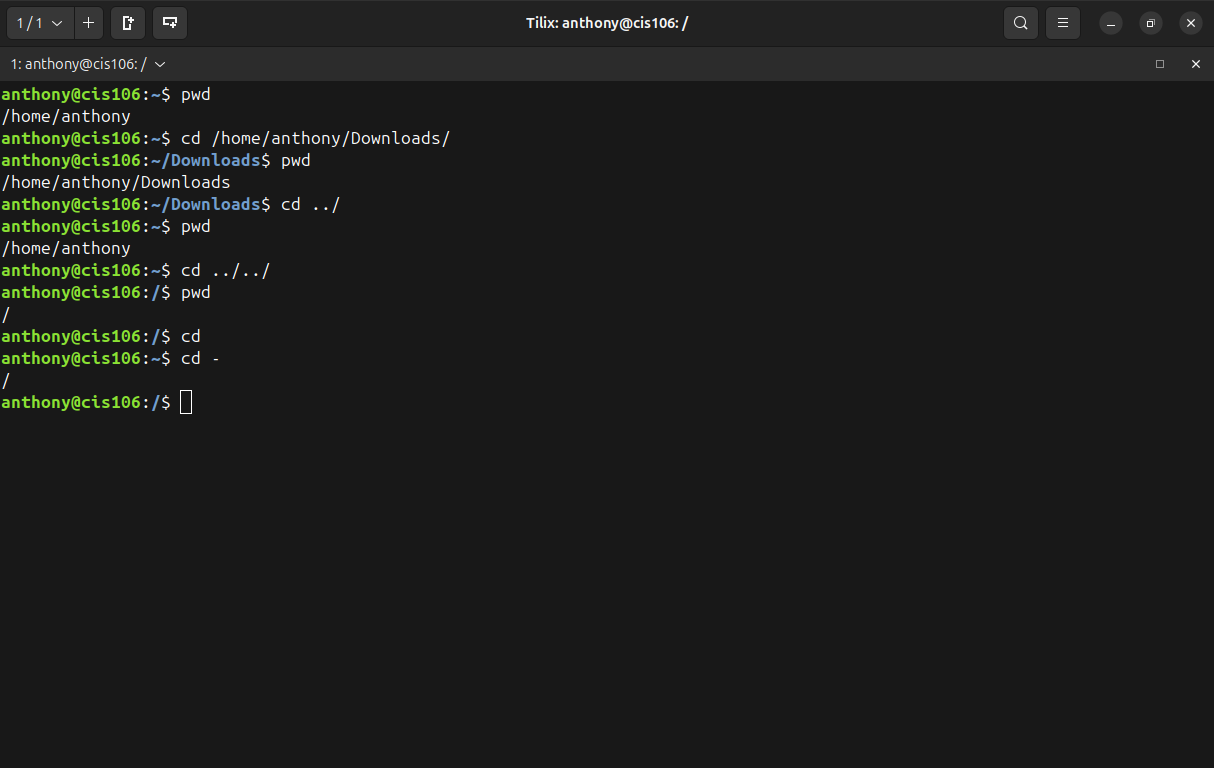 1 / 1
Tilix: anthony@cis106: /
1: anthony@cis106: /
anthony@cis106:~$ pwd
/home/anthony
anthony@cis106:~$ cd /home/anthony/Downloads/
anthony@cis106:~/Downloads$ pwd
/home/anthony/Downloads
anthony@cis106:~/Downloads$ cd ../
anthony@cis106:~$ pwd
/home/anthony
anthony@cis106:~$ cd ../../
anthony@cis106:/$ pwd
/
anthony@cis106:/$ cd
anthony@cis106:~$ cd -
/
anthony@cis106:/$